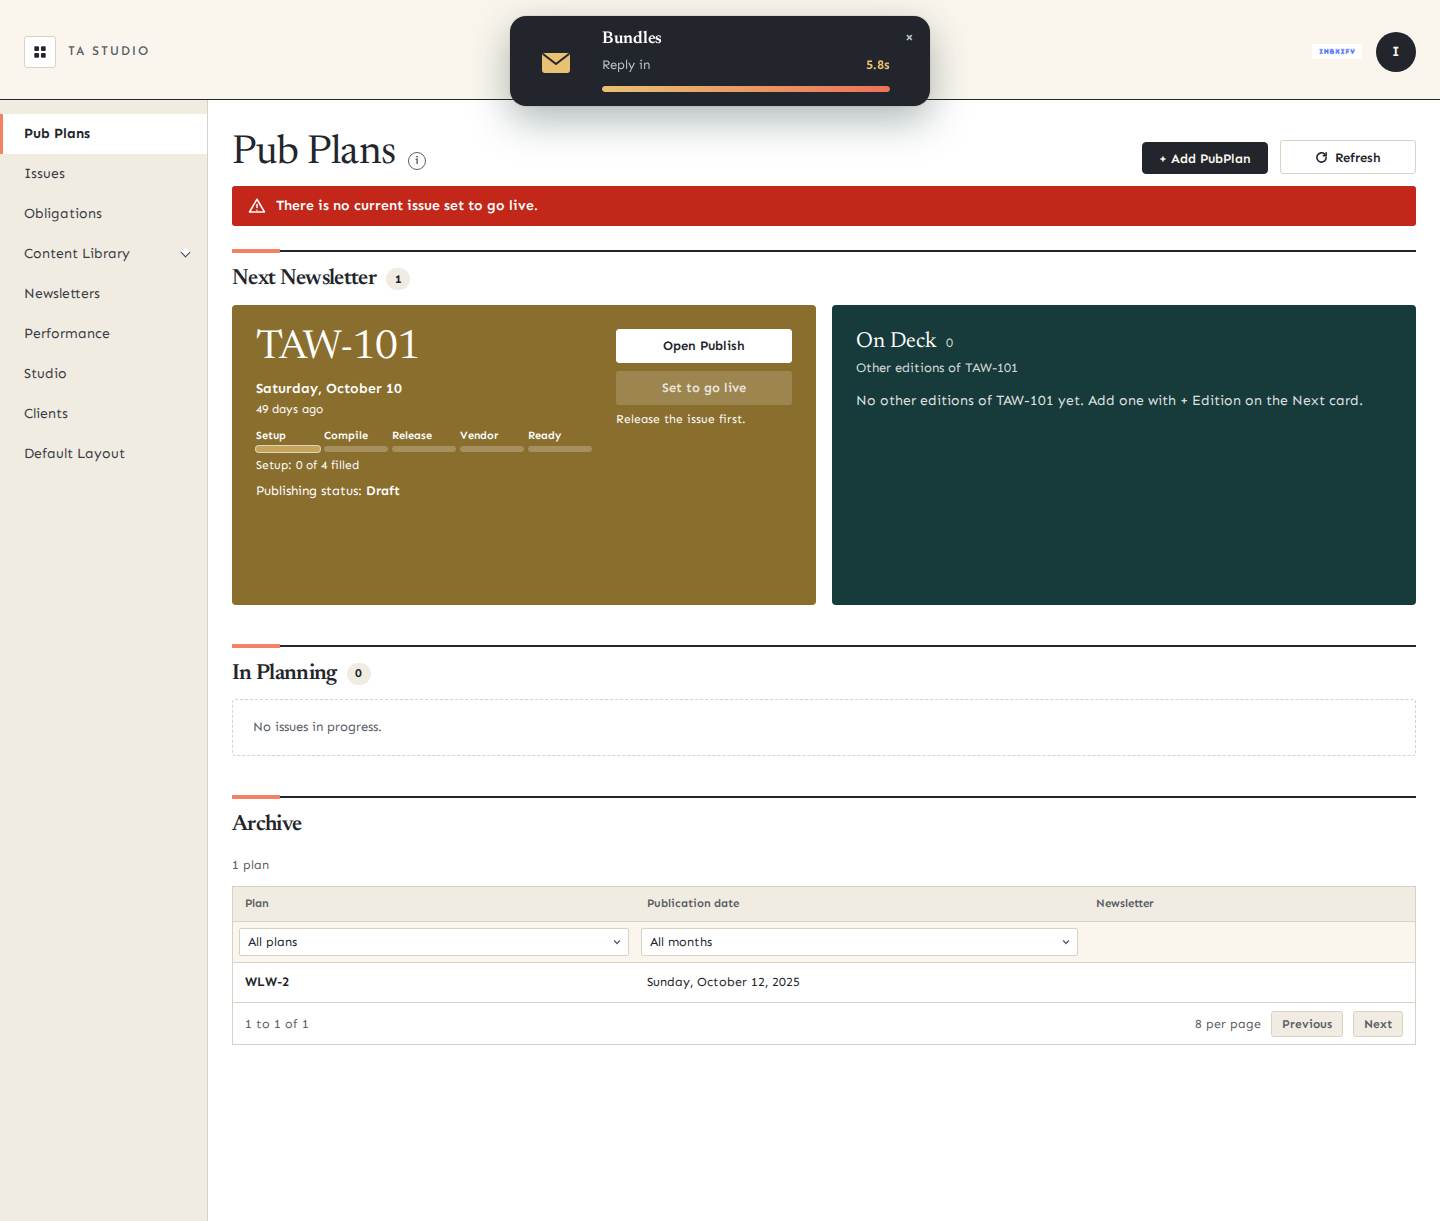 TA STUDIO
Bundles
×
Reply in 5.8s
INBXIFY
I
Pub Plans
Issues
Obligations
Content Library
Newsletters
Performance
Studio
Clients
Default Layout
Pub Plans
i
+ Add PubPlan
Refresh
There is no current issue set to go live.
Next Newsletter 1
TAW-101
Saturday, October 10
49 days ago
Setup Compile Release Vendor Ready
Setup: 0 of 4 filled
Publishing status: Draft
Open Publish
Set to go live
Release the issue first.
On Deck 0
Other editions of TAW-101
No other editions of TAW-101 yet. Add one with + Edition on the Next card.
In Planning 0
No issues in progress.
Archive
1 plan
Plan Publication date Newsletter
All plans All months
WLW-2 Sunday, October 12, 2025
1 to 1 of 1 8 per page Previous Next